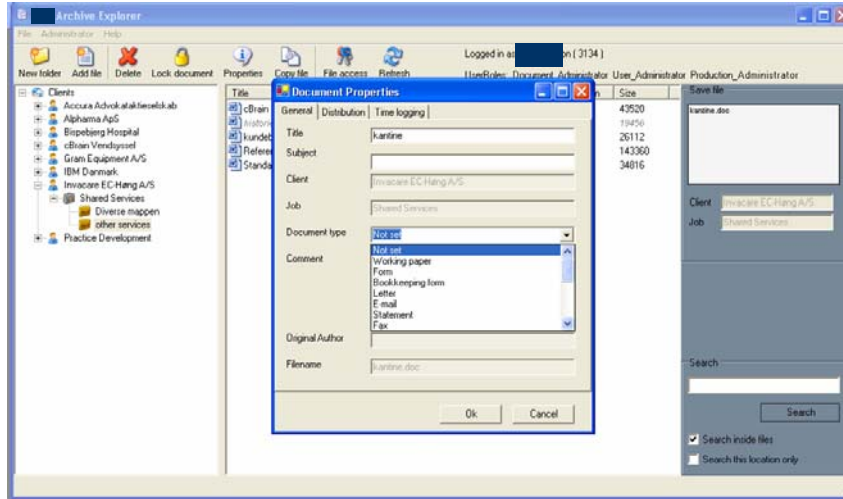 Archive Explorer
File Administrator Help
Logged in as on ( 3134 )
New folder Add file Delete Lock document Properties Copy file File access Refresh
UserRoles: Document_Administrator User_Administrator Production_Administrator
Clients
Accura Advokataktieselskab
Alpharma ApS
Bispebjerg Hospital
cBrain Vendsyssel
Gram Equipment A/S
IBM Danmark
Invacare EC-Høng A/S
Shared Services
Diverse mappen
other services
Practice Development
Title
n Size
cBrain
43520
19456
kundeb
26112
Referen
143360
Standa
34816
Document Properties
General Distribution Time logging
Title kantine
Subject
Client Invacare EC-Høng A/S
Job Shared Services
Document type Not set
Not set
Working paper
Form
Bookkeeping form
Letter
E-mail
Statement
Fax
Comment
Original Author
Filename kantine.doc
Ok Cancel
Save file
kantine.doc
Client Invacare EC-Høng A/S
Job Shared Services
Search
Search
Search inside files
Search this location only